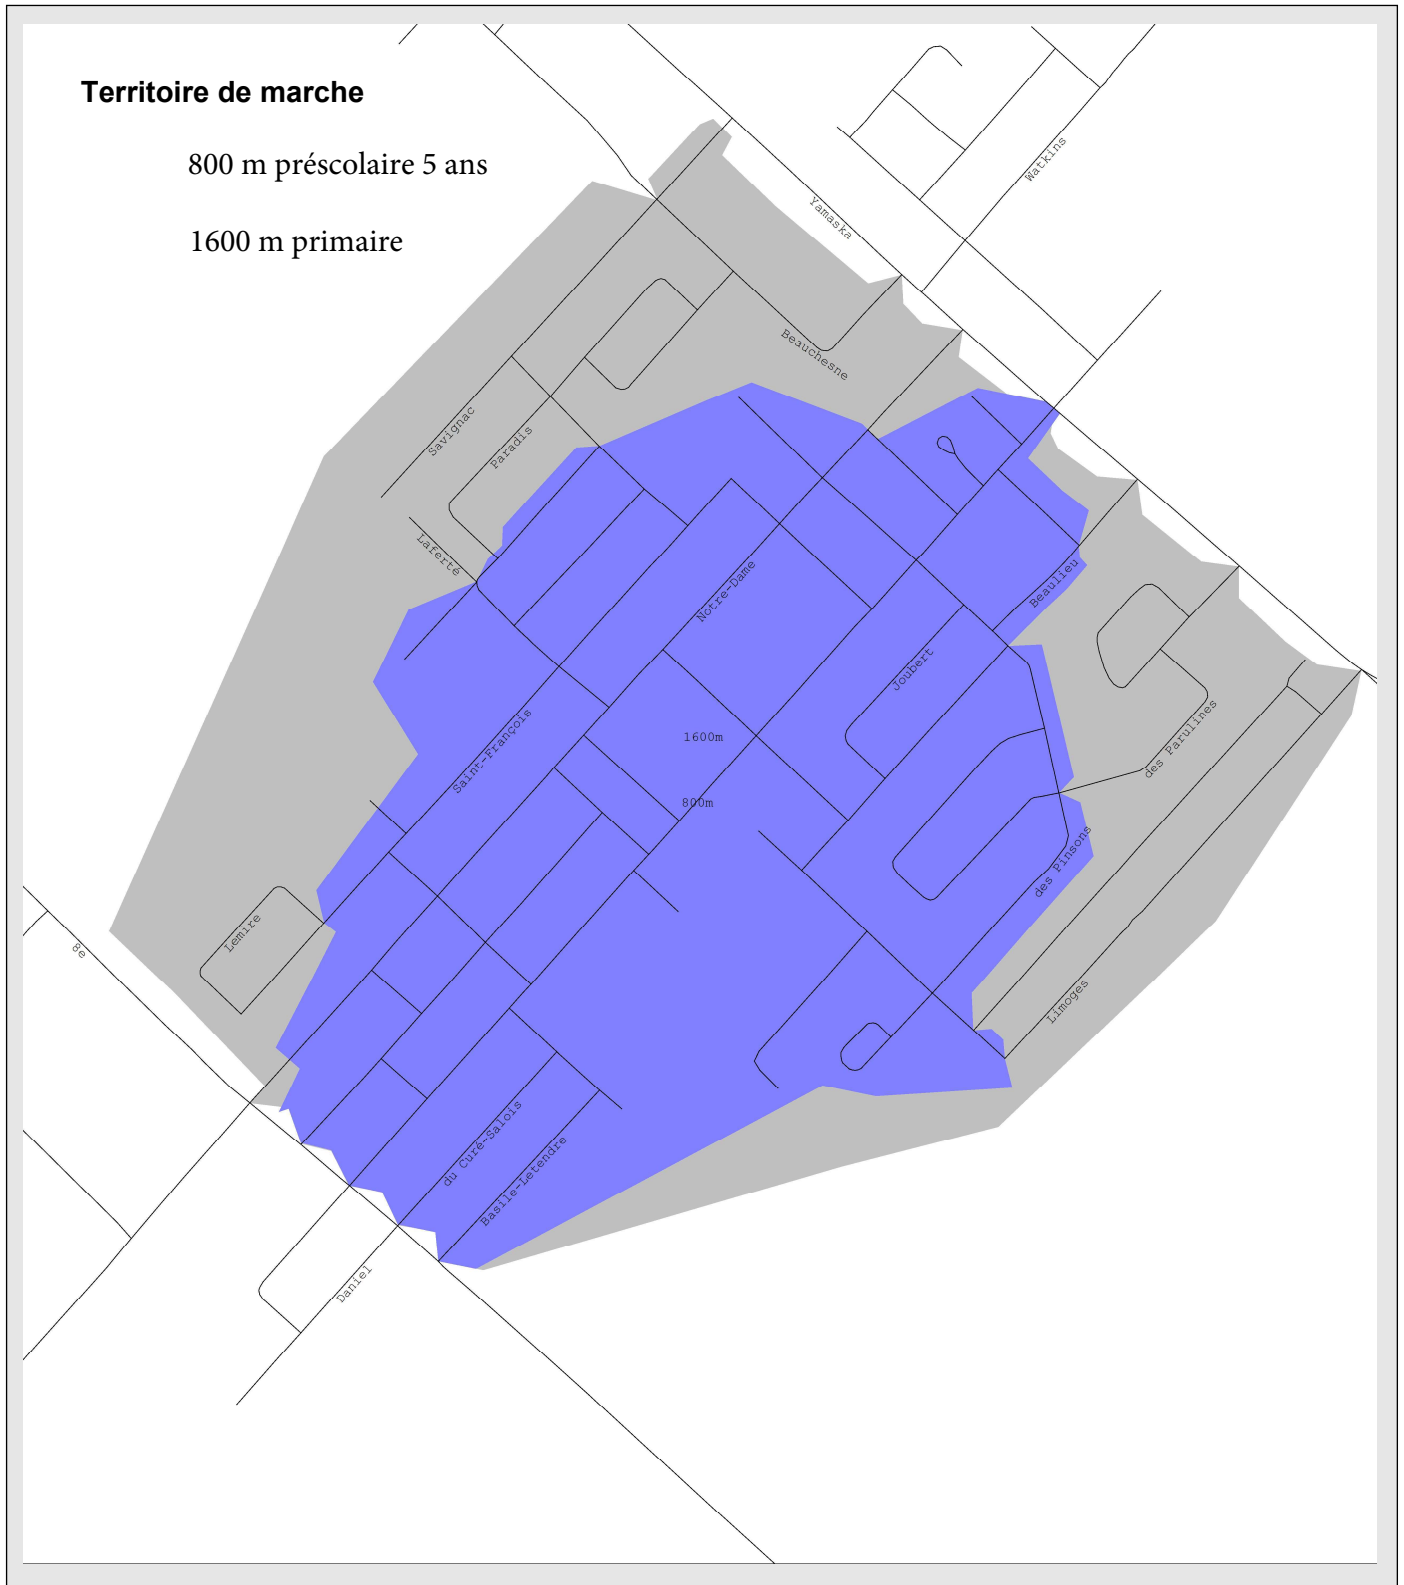 Territoire de marche
800 m préscolaire 5 ans
1600 m primaire
Watkins
Yamaska
Beauchesne
Savignac
Paradis
Laferté
Notre-Dame
Beaulieu
Joubert
Saint-François
1600m
800m
des Parulines
des Pinsons
Lemire
8e
Limoges
du Curé-Salois
Basile-Letendre
Daniel